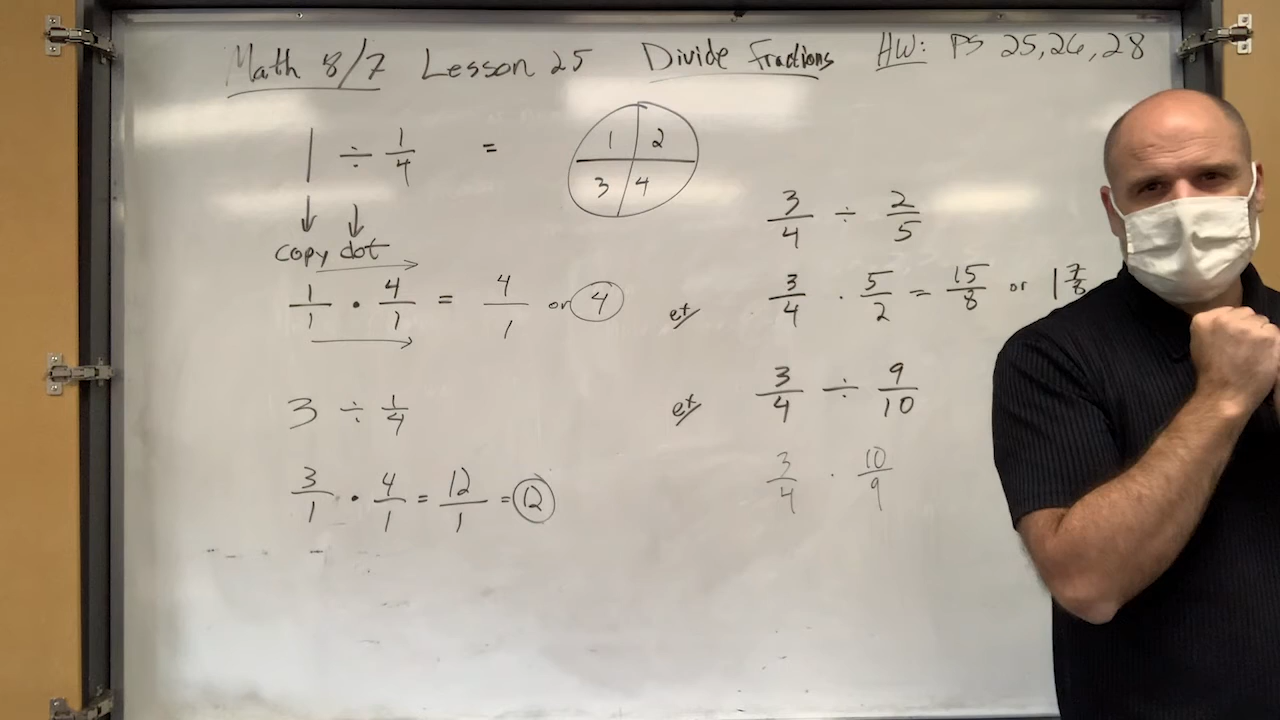 Math 8/7 Lesson 25 Divide Fractions HW: PS 25,26,28
1 ÷ 1/4 =
1 2
3 4
copy dot
1/1 · 4/1 = 4/1 or 4
3 ÷ 1/4
3/1 · 4/1 = 12/1 = 12
3/4 ÷ 2/5
ex 3/4 · 5/2 = 15/8 or 1 7/8
ex 3/4 ÷ 9/10
3/4 · 10/9